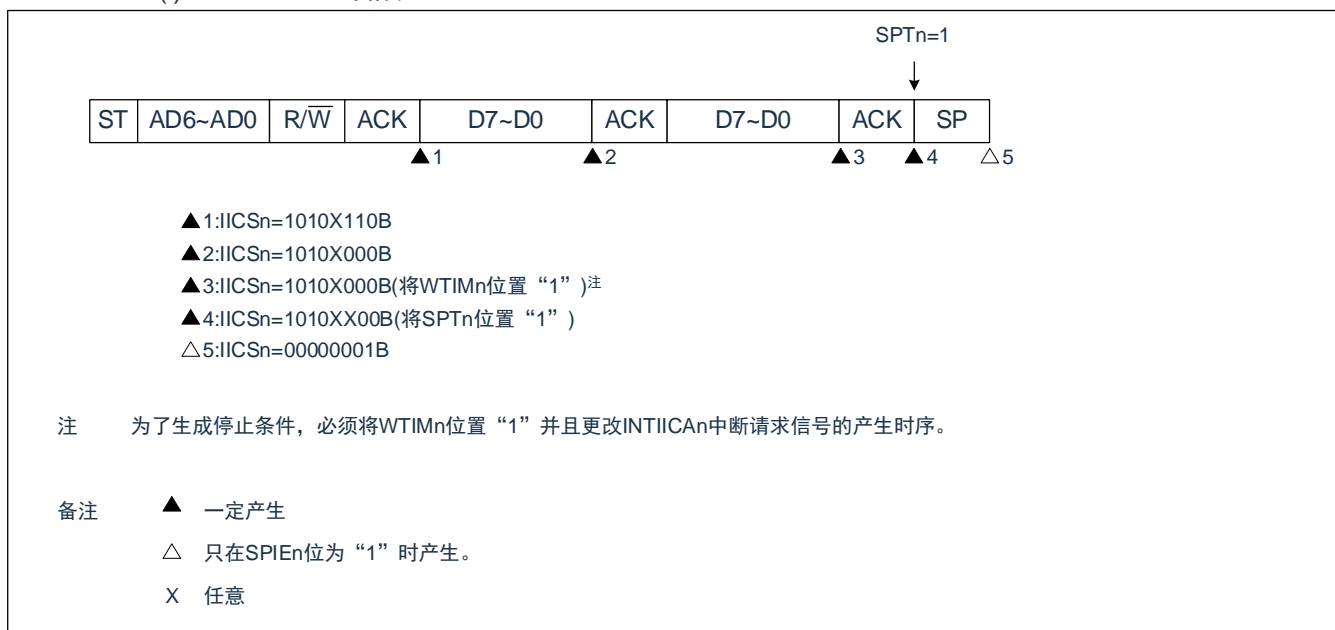 SPTn=1
ST AD6~AD0 R/W̅ ACK D7~D0 ACK D7~D0 ACK SP
▲1 ▲2 ▲3 ▲4 △5
▲1:IICSn=1010X110B
▲2:IICSn=1010X000B
▲3:IICSn=1010X000B(将WTIMn位置“1”)注
▲4:IICSn=1010XX00B(将SPTn位置“1”)
△5:IICSn=00000001B
注 为了生成停止条件，必须将WTIMn位置“1”并且更改INTIICAn中断请求信号的产生时序。
备注 ▲ 一定产生
△ 只在SPIEn位为“1”时产生。
X 任意